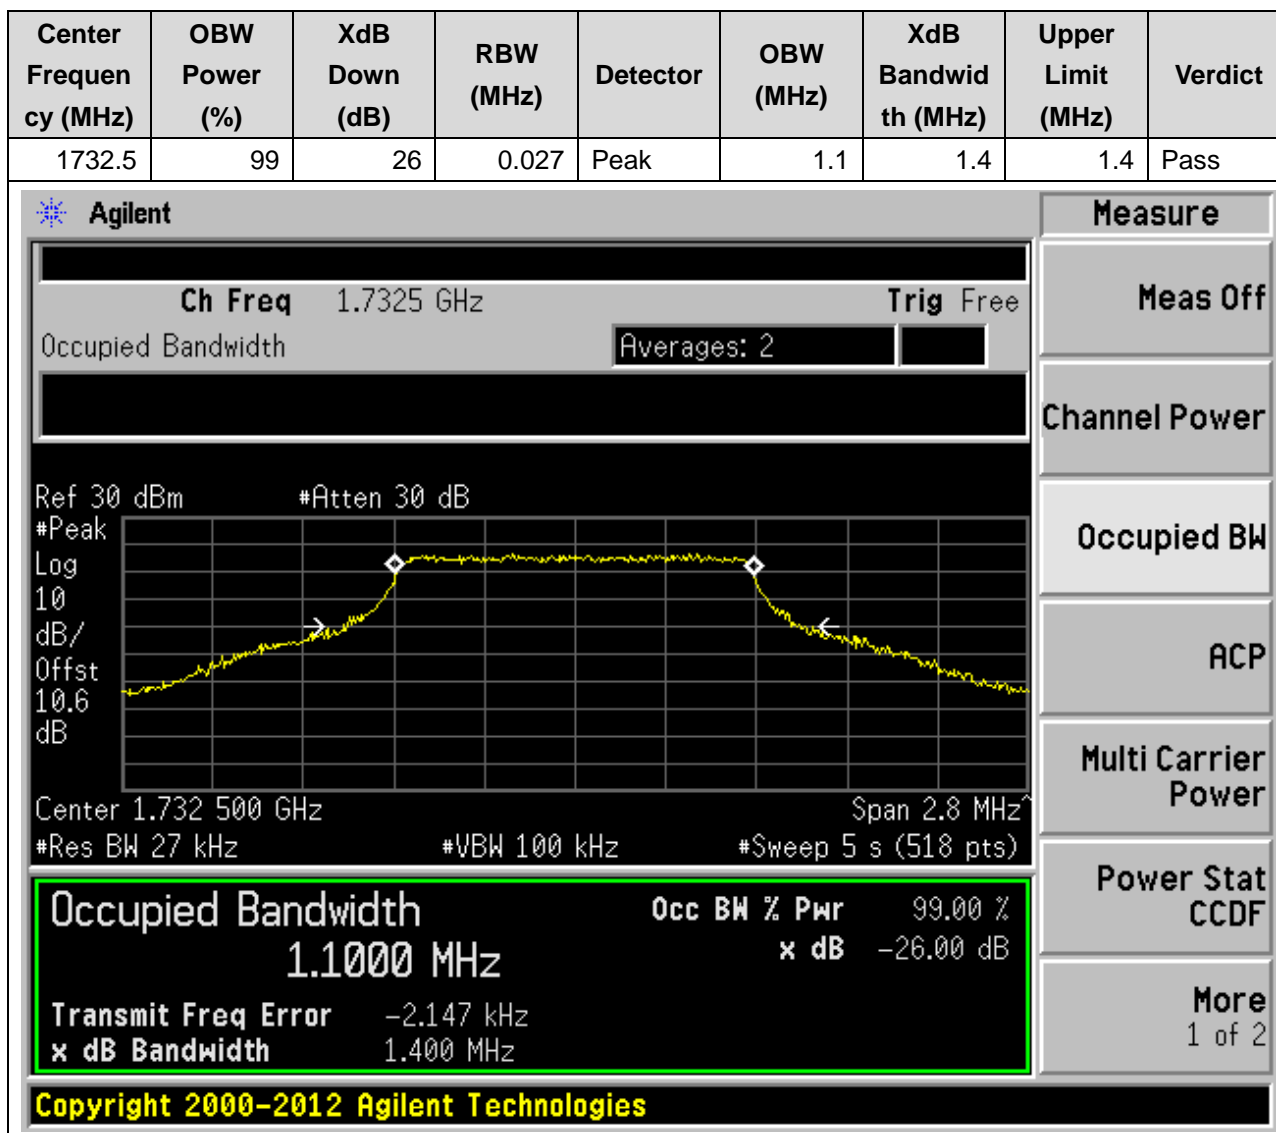 Center Frequen cy (MHz) | OBW Power (%) | XdB Down (dB) | RBW (MHz) | Detector | OBW (MHz) | XdB Bandwid th (MHz) | Upper Limit (MHz) | Verdict
1732.5 | 99 | 26 | 0.027 | Peak | 1.1 | 1.4 | 1.4 | Pass
Agilent
Measure
Ch Freq 1.7325 GHz Trig Free
Occupied Bandwidth Averages: 2
Meas Off
Channel Power
Occupied BW
ACP
Multi Carrier
Power
Power Stat
CCDF
More
1 of 2
Ref 30 dBm #Atten 30 dB
#Peak
Log
10
dB/
Offst
10.6
dB
Center 1.732 500 GHz Span 2.8 MHz^
#Res BW 27 kHz #VBW 100 kHz #Sweep 5 s (518 pts)
Occupied Bandwidth Occ BW % Pwr 99.00 %
1.1000 MHz x dB -26.00 dB
Transmit Freq Error -2.147 kHz
x dB Bandwidth 1.400 MHz
Copyright 2000-2012 Agilent Technologies